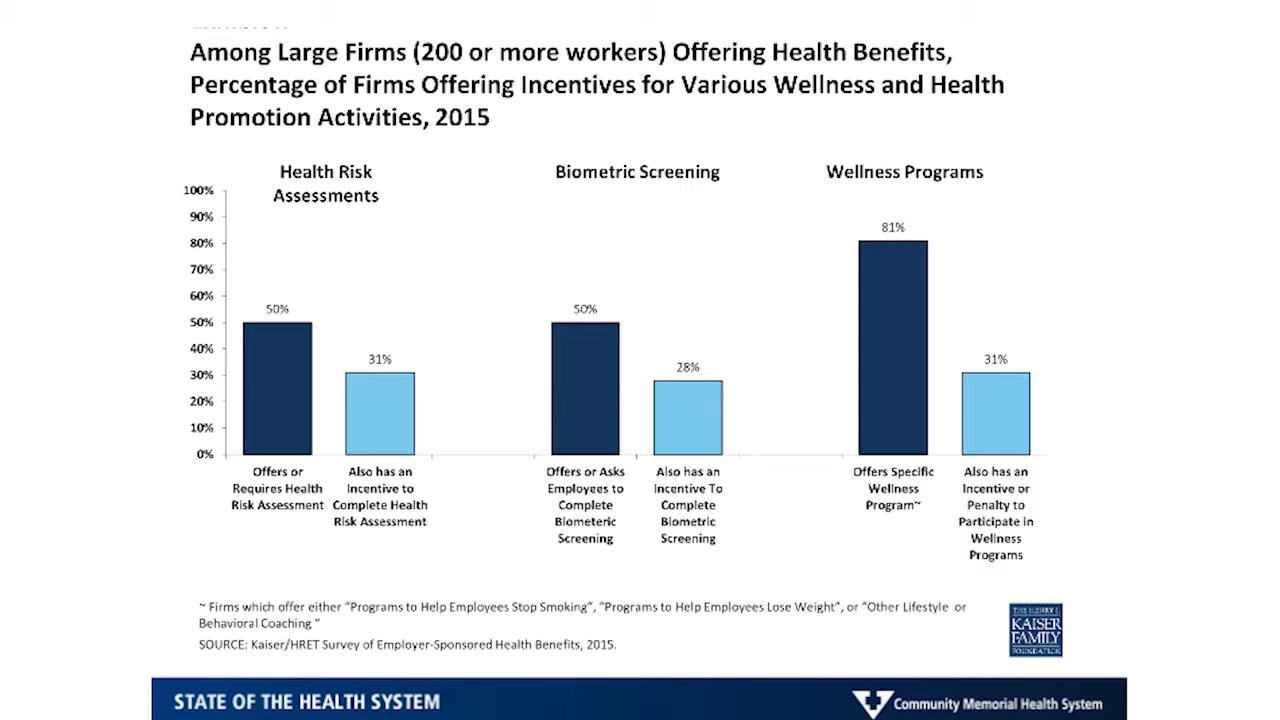 Among Large Firms (200 or more workers) Offering Health Benefits,
Percentage of Firms Offering Incentives for Various Wellness and Health
Promotion Activities, 2015
Health Risk
Assessments
Biometric Screening
Wellness Programs
100%
90%
80%
70%
60%
50%
40%
30%
20%
10%
0%
50%
31%
50%
28%
81%
31%
Offers or
Requires Health
Risk Assessment
Also has an
Incentive to
Complete Health
Risk Assessment
Offers or Asks
Employees to
Complete
Biometeric
Screening
Also has an
Incentive To
Complete
Biometric
Screening
Offers Specific
Wellness
Program~
Also has an
Incentive or
Penalty to
Participate in
Wellness
Programs
~ Firms which offer either “Programs to Help Employees Stop Smoking”, “Programs to Help Employees Lose Weight”, or “Other Lifestyle or
Behavioral Coaching ”
SOURCE: Kaiser/HRET Survey of Employer-Sponsored Health Benefits, 2015.
THE HENRY J.
KAISER
FAMILY
FOUNDATION
STATE OF THE HEALTH SYSTEM
Community Memorial Health System